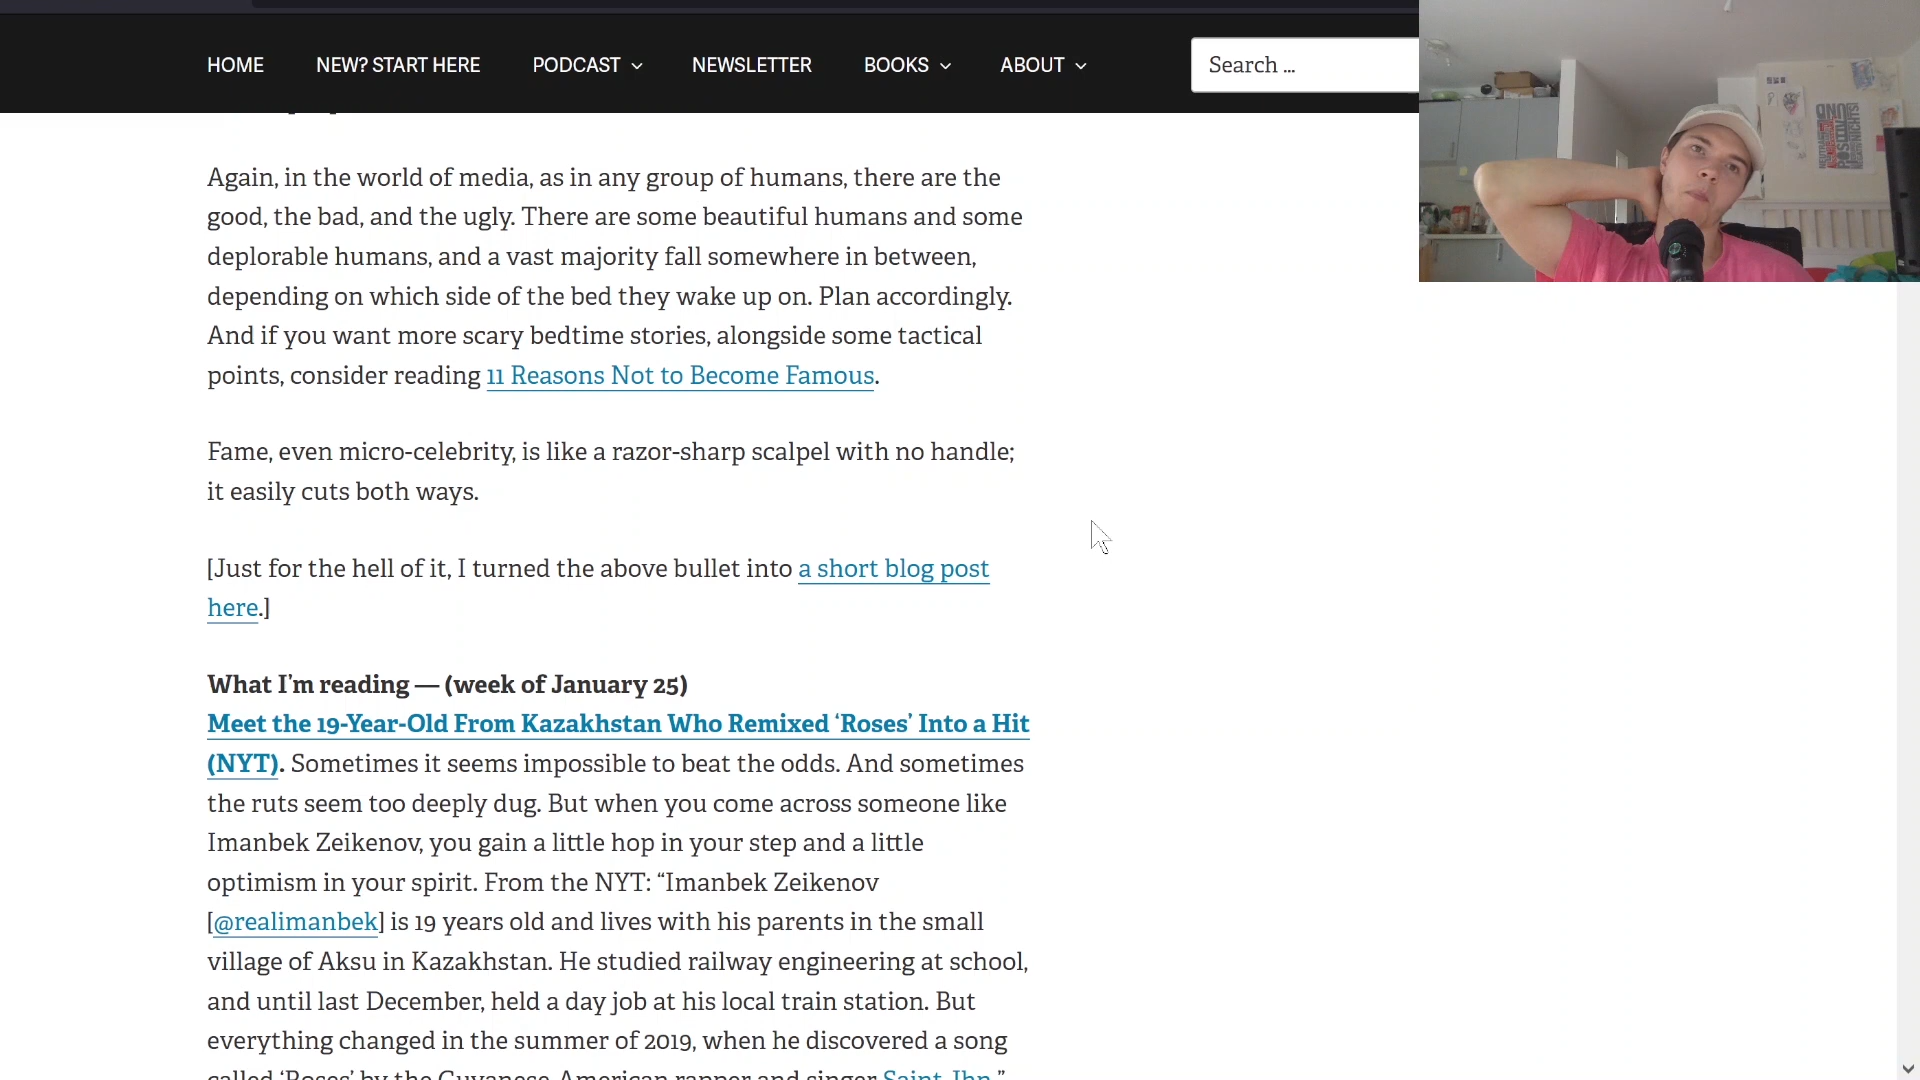 HOME NEW? START HERE PODCAST NEWSLETTER BOOKS ABOUT Search ...
Again, in the world of media, as in any group of humans, there are the
good, the bad, and the ugly. There are some beautiful humans and some
deplorable humans, and a vast majority fall somewhere in between,
depending on which side of the bed they wake up on. Plan accordingly.
And if you want more scary bedtime stories, alongside some tactical
points, consider reading 11 Reasons Not to Become Famous.
Fame, even micro-celebrity, is like a razor-sharp scalpel with no handle;
it easily cuts both ways.
[Just for the hell of it, I turned the above bullet into a short blog post
here.]
What I’m reading — (week of January 25)
Meet the 19-Year-Old From Kazakhstan Who Remixed ‘Roses’ Into a Hit
(NYT). Sometimes it seems impossible to beat the odds. And sometimes
the ruts seem too deeply dug. But when you come across someone like
Imanbek Zeikenov, you gain a little hop in your step and a little
optimism in your spirit. From the NYT: “Imanbek Zeikenov
[@realimanbek] is 19 years old and lives with his parents in the small
village of Aksu in Kazakhstan. He studied railway engineering at school,
and until last December, held a day job at his local train station. But
everything changed in the summer of 2019, when he discovered a song
called ‘Roses’ by the Guyanese-American rapper and singer Saint Jhn.”